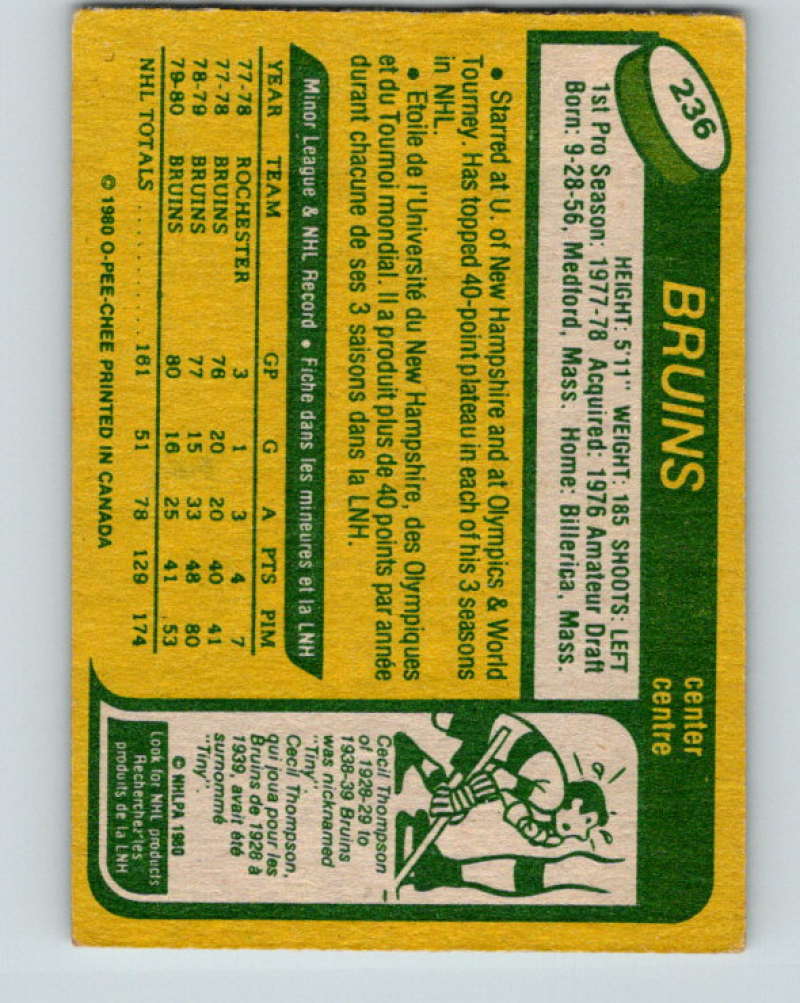 236
BRUINS
center
centre
HEIGHT: 5'11" WEIGHT: 185 SHOOTS: LEFT
1st Pro Season: 1977-78 Acquired: 1976 Amateur Draft
Born: 9-28-56, Medford, Mass. Home: Billerica, Mass.
• Starred at U. of New Hampshire and at Olympics & World
Tourney. Has topped 40-point plateau in each of his 3 seasons
in NHL.
• Etoile de l'Université du New Hampshire, des Olympiques
et du Tournoi mondial. Il a produit plus de 40 points par année
durant chacune de ses 3 saisons dans la LNH.
Minor League & NHL Record • Fiche dans les mineures et la LNH
YEAR TEAM GP G A PTS PIM
77-78 ROCHESTER 3 1 3 4 7
77-78 BRUINS 76 20 20 40 41
78-79 BRUINS 77 15 33 48 80
79-80 BRUINS 80 16 25 41 53
NHL TOTALS .......... 161 51 78 129 174
© 1980 O-PEE-CHEE PRINTED IN CANADA
Cecil Thompson
of 1928-29 to
1938-39 Bruins
was nicknamed
"Tiny".
Cecil Thompson,
qui joua pour les
Bruins de 1928 à
1939, avait été
surnommé
"Tiny".
© NHLPA 1980
Look for NHL products
Recherchez les
produits de la LNH